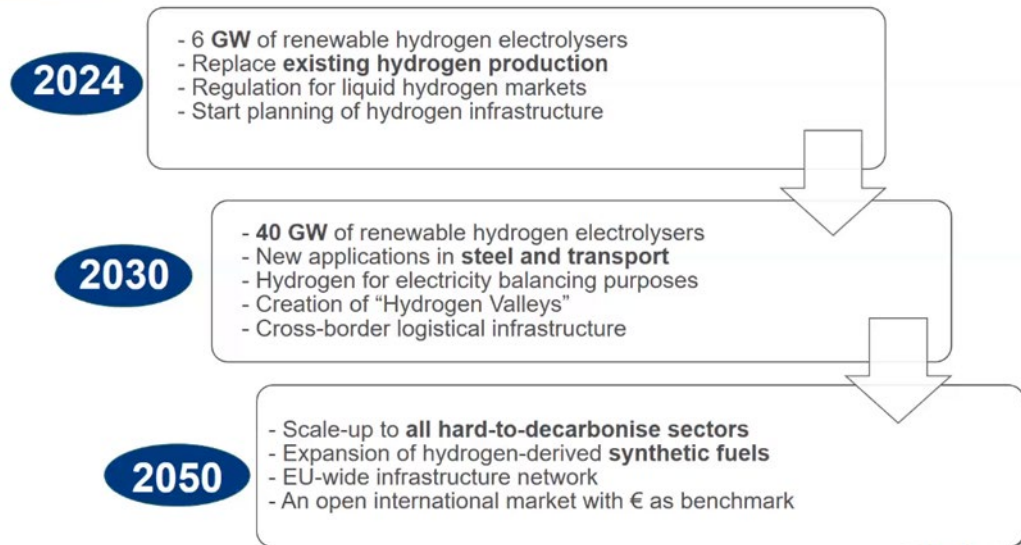 2024
- 6 GW of renewable hydrogen electrolysers
- Replace existing hydrogen production
- Regulation for liquid hydrogen markets
- Start planning of hydrogen infrastructure
2030
- 40 GW of renewable hydrogen electrolysers
- New applications in steel and transport
- Hydrogen for electricity balancing purposes
- Creation of “Hydrogen Valleys”
- Cross-border logistical infrastructure
2050
- Scale-up to all hard-to-decarbonise sectors
- Expansion of hydrogen-derived synthetic fuels
- EU-wide infrastructure network
- An open international market with € as benchmark